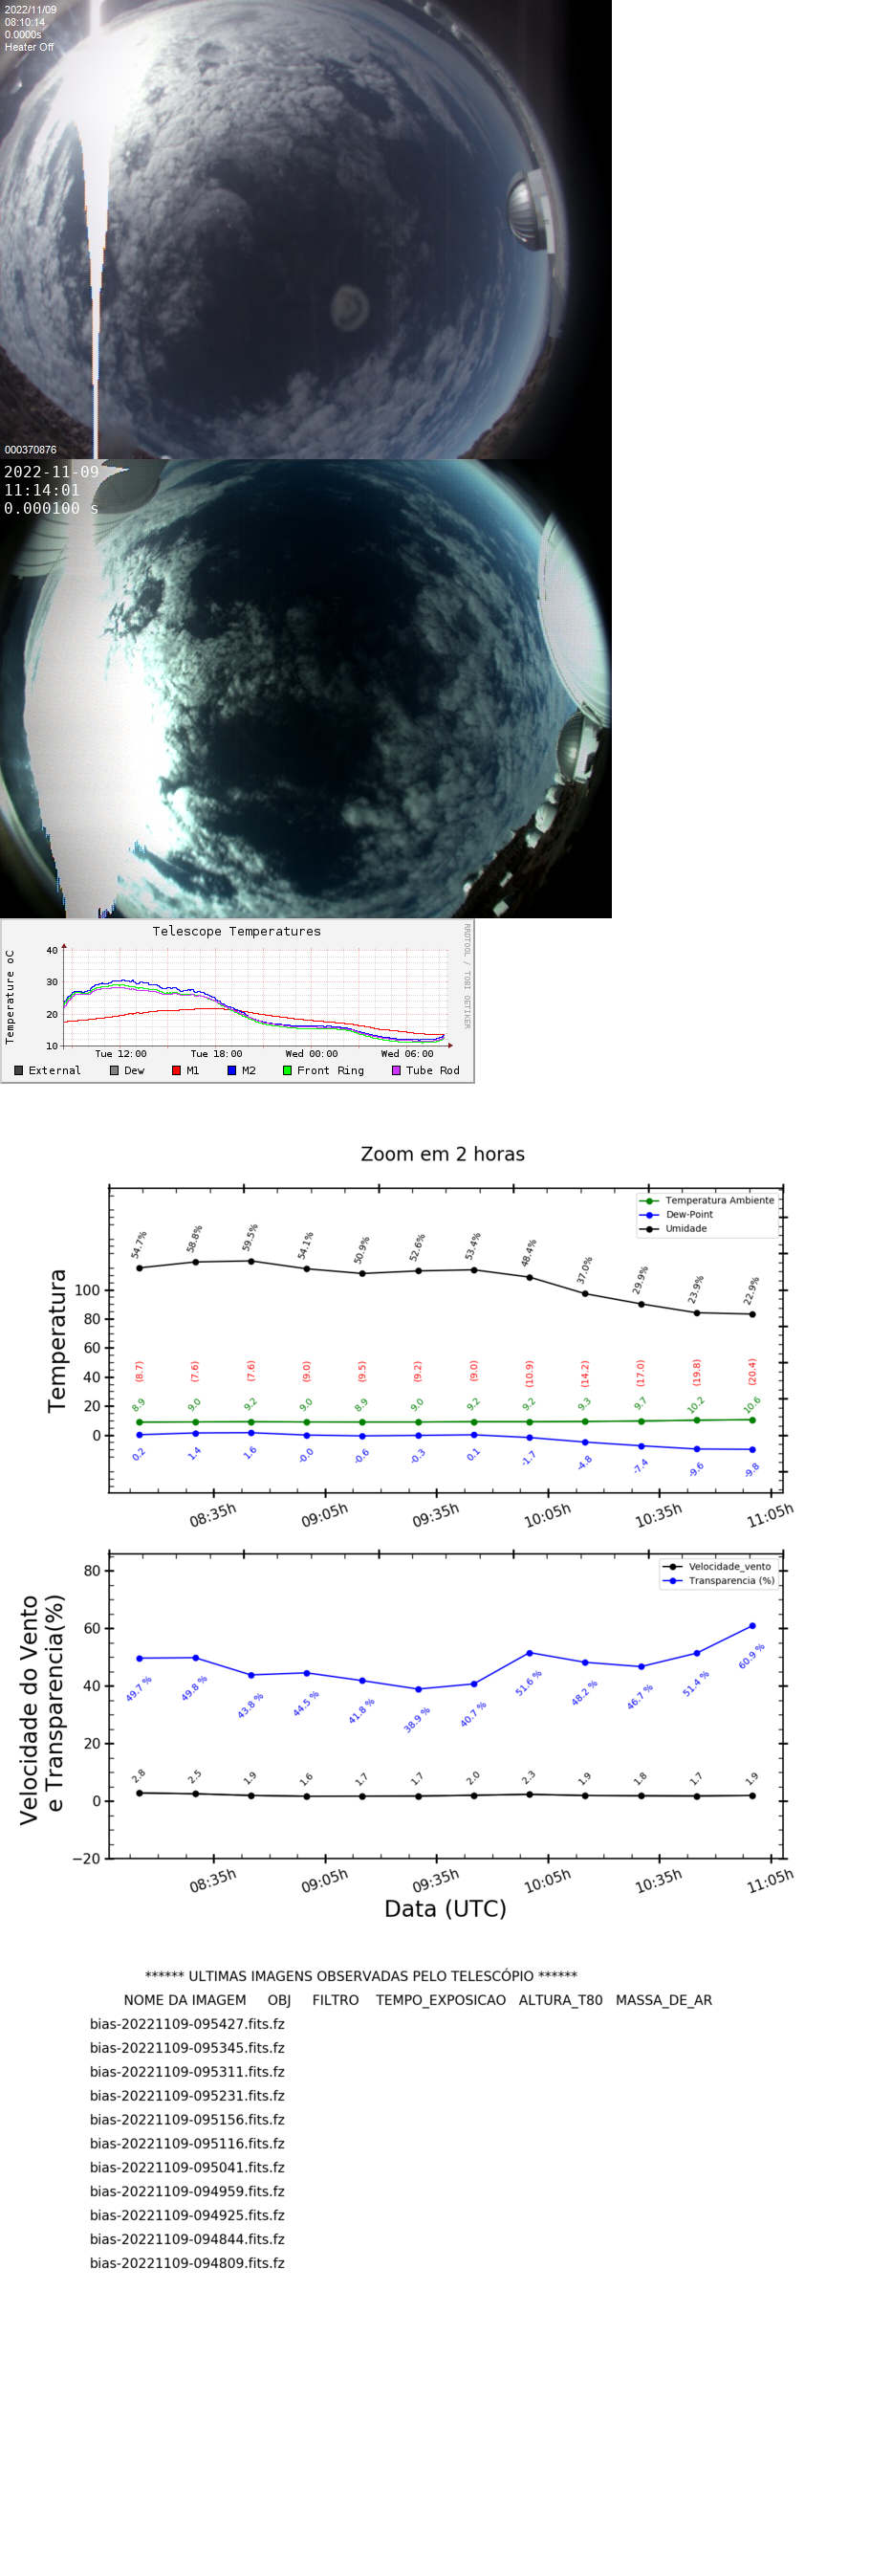 2022/11/09
08:10:14
0.0000s
Heater Off
000370876
2022-11-09
11:14:01
0.000100 s
Telescope Temperatures
RRDTOOL / TOBI OETIKER
Temperature oC
40
30
20
10
Tue 12:00 Tue 18:00 Wed 00:00 Wed 06:00
External Dew M1 M2 Front Ring Tube Rod
Zoom em 2 horas
Temperatura Ambiente
Dew-Point
Umidade
Temperatura
100
80
60
40
20
0
54.7% 58.8% 59.5% 54.1% 50.9% 52.6% 53.4% 48.4% 37.0% 29.9% 23.9% 22.9%
(8.7) (7.6) (7.6) (9.0) (9.5) (9.2) (9.0) (10.9) (14.2) (17.0) (19.8) (20.4)
8.9 9.0 9.2 9.0 8.9 9.0 9.2 9.2 9.3 9.7 10.2 10.6
0.2 1.4 1.6 -0.0 -0.6 -0.3 0.1 -1.7 -4.8 -7.4 -9.6 -9.8
08:35h 09:05h 09:35h 10:05h 10:35h 11:05h
Velocidade_vento
Transparencia (%)
Velocidade do Vento
e Transparencia(%)
80
60
40
20
0
−20
49.7 % 49.8 % 43.8 % 44.5 % 41.8 % 38.9 % 40.7 % 51.6 % 48.2 % 46.7 % 51.4 % 60.9 %
2.8 2.5 1.9 1.6 1.7 1.7 2.0 2.3 1.9 1.8 1.7 1.9
08:35h 09:05h 09:35h 10:05h 10:35h 11:05h
Data (UTC)
****** ULTIMAS IMAGENS OBSERVADAS PELO TELESCÓPIO ******
NOME DA IMAGEM OBJ FILTRO TEMPO_EXPOSICAO ALTURA_T80 MASSA_DE_AR
bias-20221109-095427.fits.fz
bias-20221109-095345.fits.fz
bias-20221109-095311.fits.fz
bias-20221109-095231.fits.fz
bias-20221109-095156.fits.fz
bias-20221109-095116.fits.fz
bias-20221109-095041.fits.fz
bias-20221109-094959.fits.fz
bias-20221109-094925.fits.fz
bias-20221109-094844.fits.fz
bias-20221109-094809.fits.fz